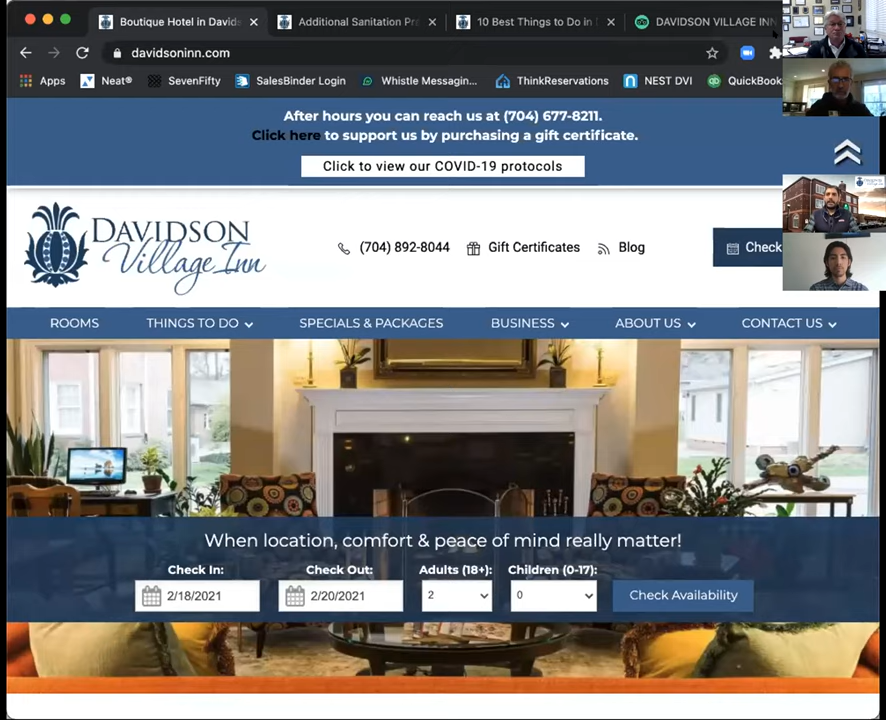 Boutique Hotel in Davids
Additional Sanitation Pr
10 Best Things to Do in
DAVIDSON VILLAGE INN
davidsoninn.com
Apps
Neat®
SevenFifty
SalesBinder Login
Whistle Messagin...
ThinkReservations
NEST DVI
QuickBook
After hours you can reach us at (704) 677-8211.
Click here to support us by purchasing a gift certificate.
Click to view our COVID-19 protocols
DAVIDSON
Village Inn
(704) 892-8044
Gift Certificates
Blog
Check
ROOMS
THINGS TO DO
SPECIALS & PACKAGES
BUSINESS
ABOUT US
CONTACT US
When location, comfort & peace of mind really matter!
Check In:
Check Out:
Adults (18+):
Children (0-17):
2/18/2021
2/20/2021
2
0
Check Availability